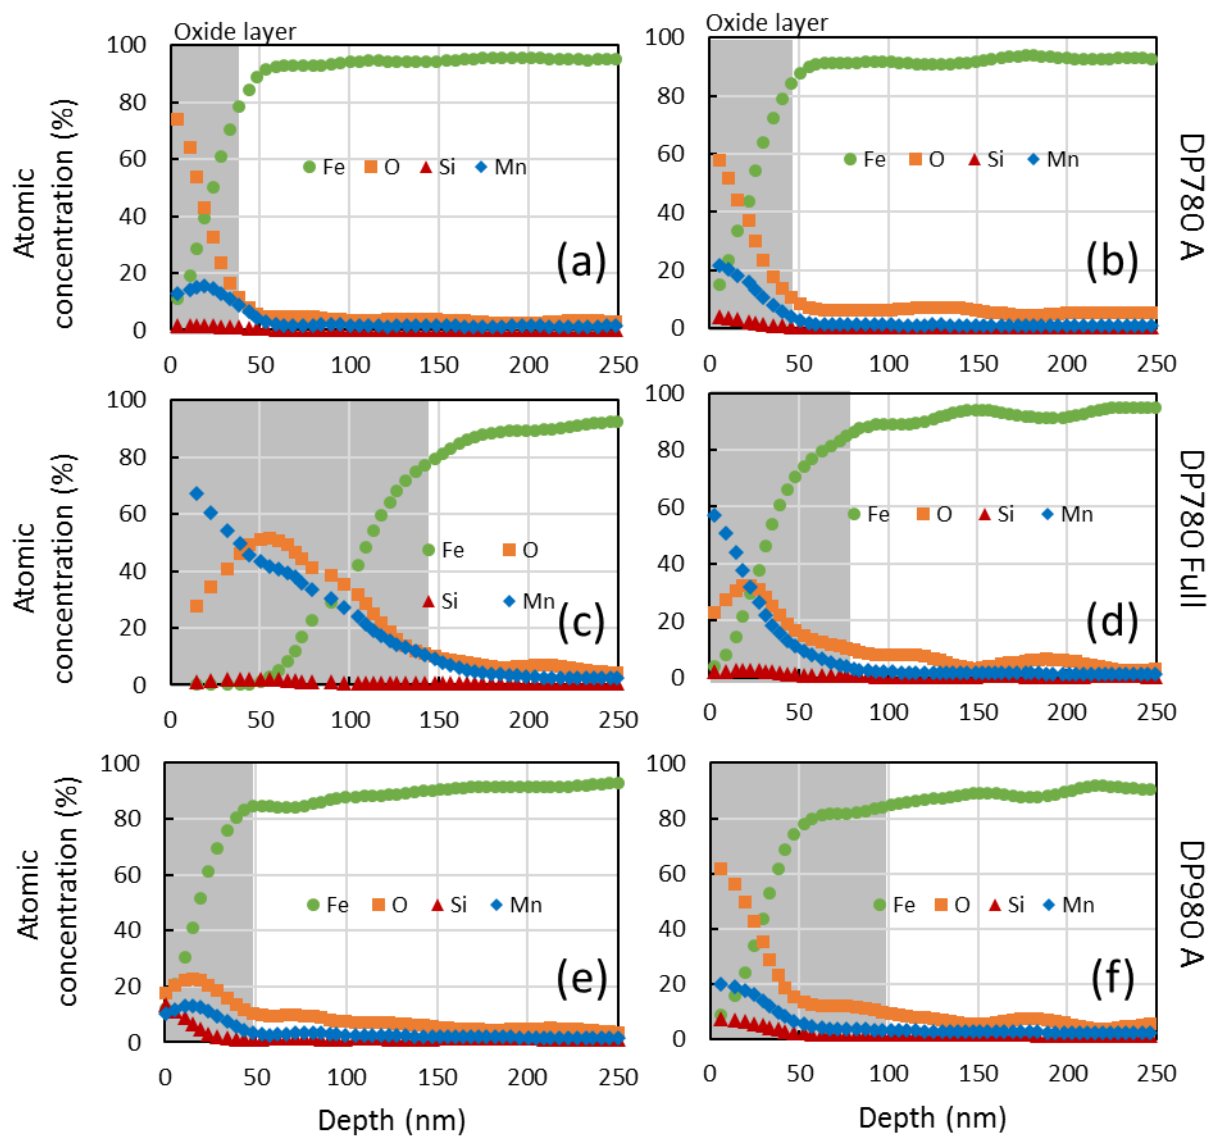 Oxide layer
Oxide layer
100
80
60
40
20
0
Atomic
concentration (%)
Fe O Si Mn
(a)
0 50 100 150 200 250
100
80
60
40
20
0
Fe O Si Mn
(b)
0 50 100 150 200 250
DP780 A
100
80
60
40
20
0
Atomic
concentration (%)
Fe O
Si Mn
(c)
0 50 100 150 200 250
100
80
60
40
20
0
Fe O Si Mn
(d)
0 50 100 150 200 250
DP780 Full
100
80
60
40
20
0
Atomic
concentration (%)
Fe O Si Mn
(e)
0 50 100 150 200 250
Depth (nm)
100
80
60
40
20
0
Fe O Si Mn
(f)
0 50 100 150 200 250
Depth (nm)
DP980 A